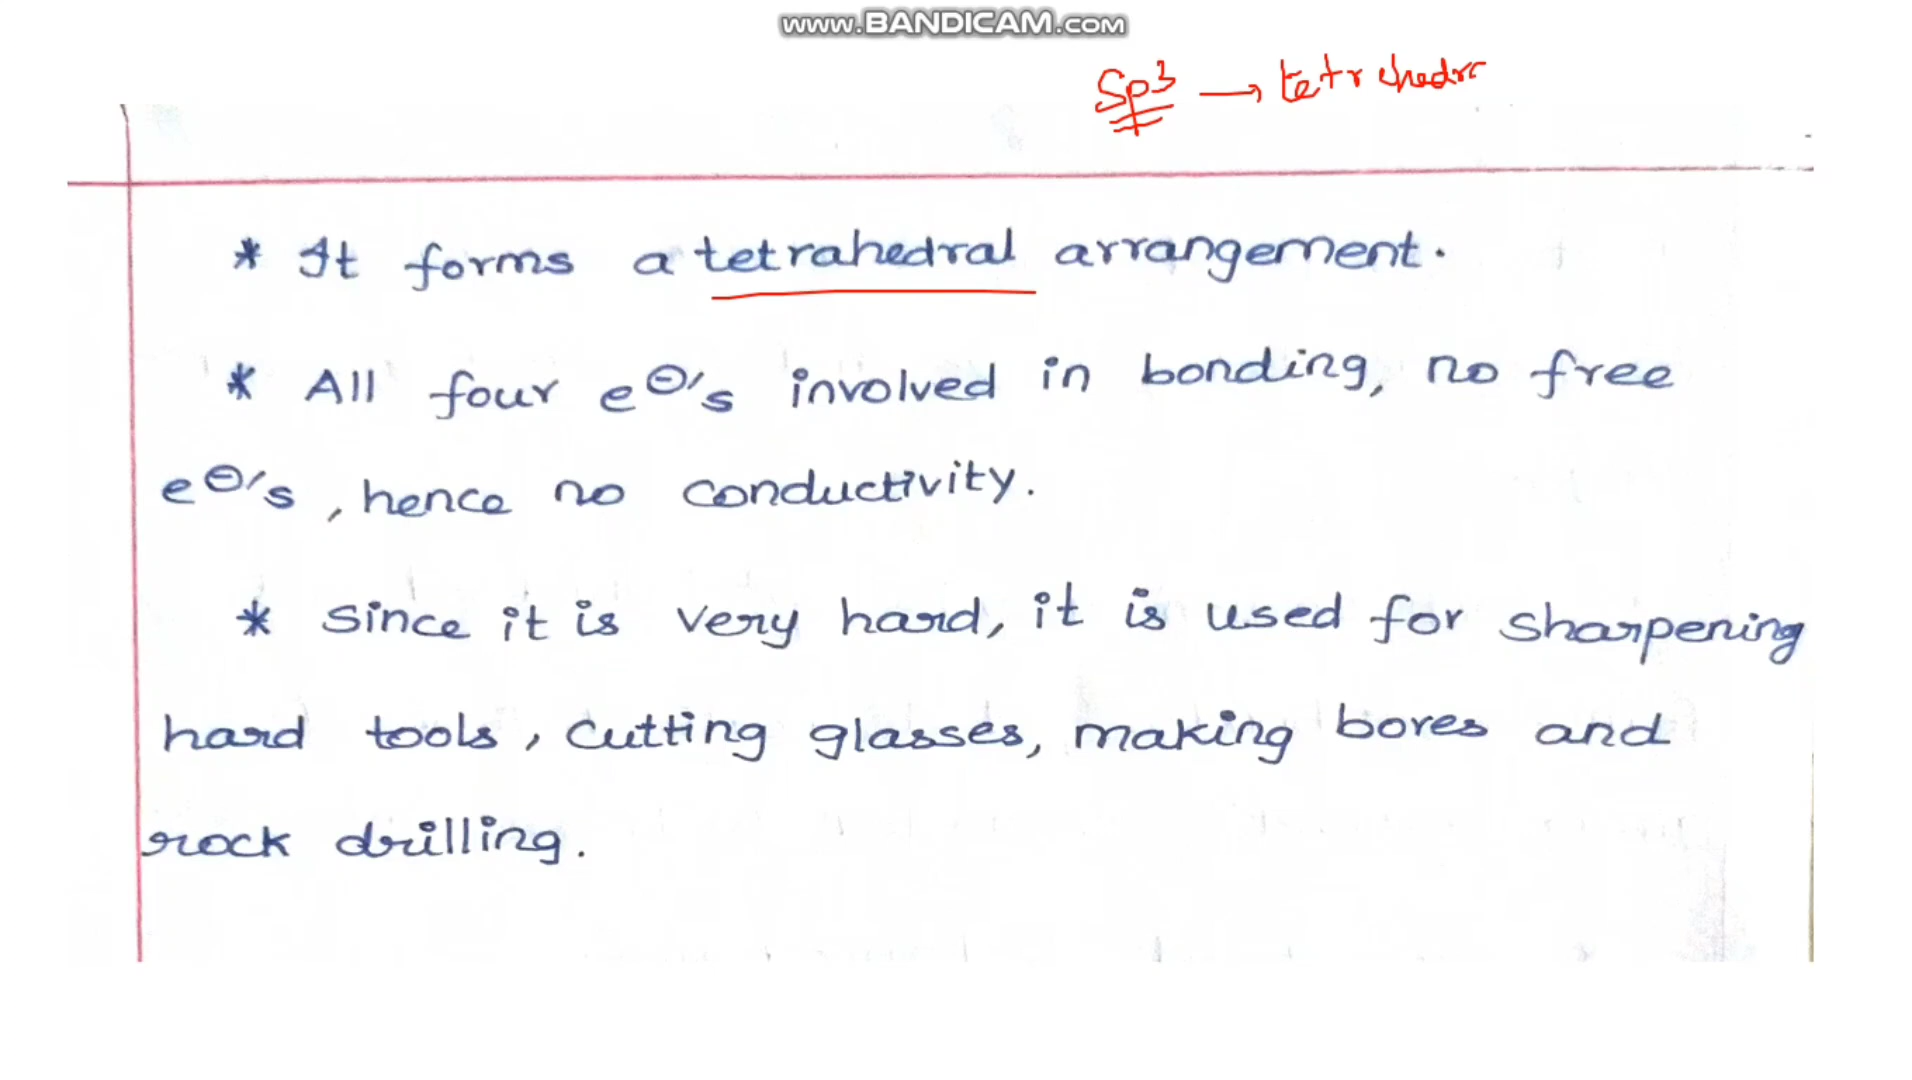 www.BANDICAM.com
Sp³ → tetrahedra
* It forms a tetrahedral arrangement.
* All four e⊖'s involved in bonding, no free
e⊖'s, hence no conductivity.
* Since it is very hard, it is used for sharpening
hard tools, cutting glasses, making bores and
rock drilling.